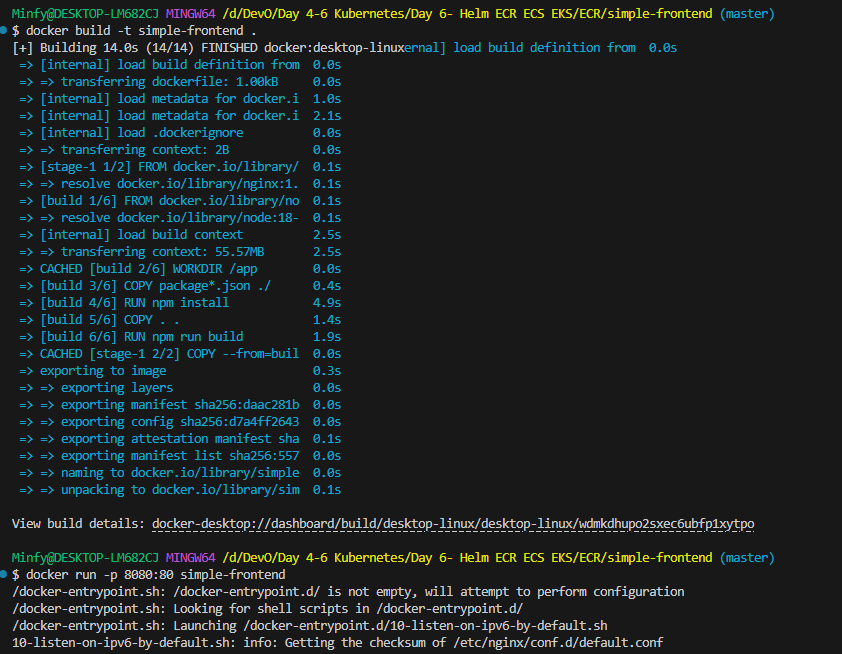 Minfy@DESKTOP-LM682CJ MINGW64 /d/DevO/Day 4-6 Kubernetes/Day 6- Helm ECR ECS EKS/ECR/simple-frontend (master)
$ docker build -t simple-frontend .
[+] Building 14.0s (14/14) FINISHED docker:desktop-linuxernal] load build definition from  0.0s
=> [internal] load build definition from  0.0s
=> => transferring dockerfile: 1.00kB  0.0s
=> [internal] load metadata for docker.i  1.0s
=> [internal] load metadata for docker.i  2.1s
=> [internal] load .dockerignore  0.0s
=> => transferring context: 2B  0.0s
=> [stage-1 1/2] FROM docker.io/library/  0.1s
=> => resolve docker.io/library/nginx:1.  0.1s
=> [build 1/6] FROM docker.io/library/no  0.1s
=> => resolve docker.io/library/node:18-  0.1s
=> [internal] load build context  2.5s
=> => transferring context: 55.57MB  2.5s
=> CACHED [build 2/6] WORKDIR /app  0.0s
=> [build 3/6] COPY package*.json ./  0.4s
=> [build 4/6] RUN npm install  4.9s
=> [build 5/6] COPY . .  1.4s
=> [build 6/6] RUN npm run build  1.9s
=> CACHED [stage-1 2/2] COPY --from=buil  0.0s
=> exporting to image  0.3s
=> => exporting layers  0.0s
=> => exporting manifest sha256:daac281b  0.0s
=> => exporting config sha256:d7a4ff2643  0.0s
=> => exporting attestation manifest sha  0.1s
=> => exporting manifest list sha256:557  0.0s
=> => naming to docker.io/library/simple  0.0s
=> => unpacking to docker.io/library/sim  0.1s
View build details: docker-desktop://dashboard/build/desktop-linux/desktop-linux/wdmkdhupo2sxec6ubfp1xytpo
Minfy@DESKTOP-LM682CJ MINGW64 /d/DevO/Day 4-6 Kubernetes/Day 6- Helm ECR ECS EKS/ECR/simple-frontend (master)
$ docker run -p 8080:80 simple-frontend
/docker-entrypoint.sh: /docker-entrypoint.d/ is not empty, will attempt to perform configuration
/docker-entrypoint.sh: Looking for shell scripts in /docker-entrypoint.d/
/docker-entrypoint.sh: Launching /docker-entrypoint.d/10-listen-on-ipv6-by-default.sh
10-listen-on-ipv6-by-default.sh: info: Getting the checksum of /etc/nginx/conf.d/default.conf